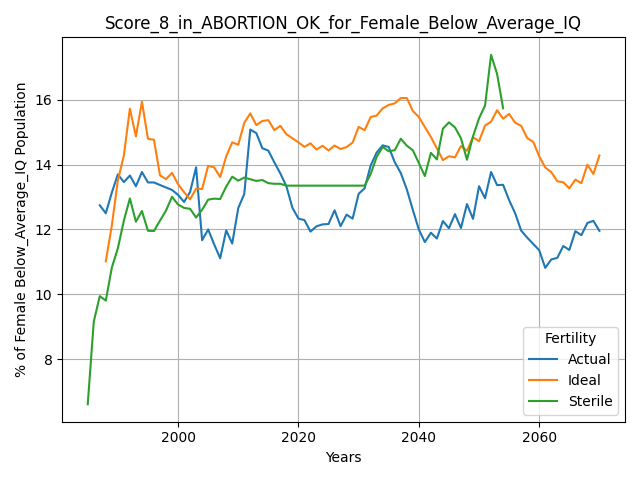 Score_8_in_ABORTION_OK_for_Female_Below_Average_IQ
% of Female Below_Average_IQ Population
16
14
12
10
8
2000
2020
2040
2060
Years
Fertility
Actual
Ideal
Sterile